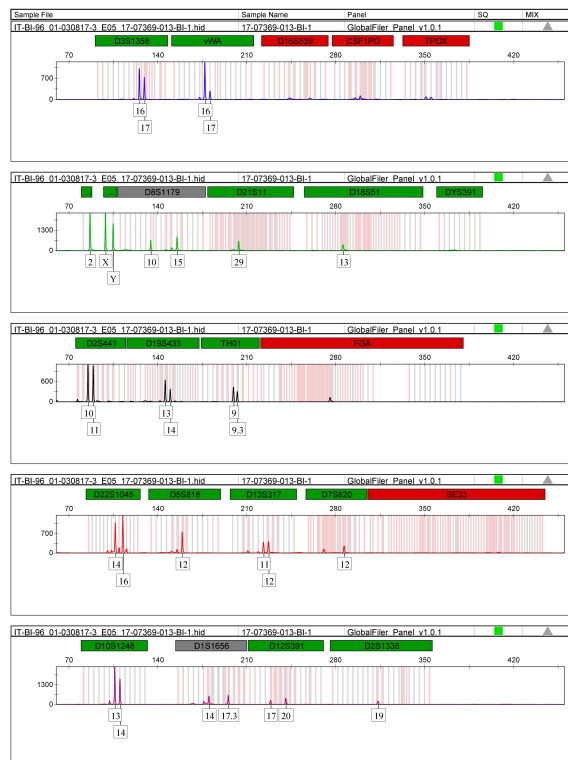 Sample File Sample Name Panel SQ MIX
IT-BI-96_01-030817-3_E05_17-07369-013-BI-1.hid 17-07369-013-BI-1 GlobalFiler_Panel_v1.0.1
D3S1358 vWA D16S530 CSF1PO TPOX
70 140 210 280 350 420
700
0
16 16
17 17
IT-BI-96_01-030817-3_E05_17-07369-013-BI-1.hid 17-07369-013-BI-1 GlobalFiler_Panel_v1.0.1
D8S1179 D21S11 D18S51 DYS391
70 140 210 280 350 420
1300
0
2 X 10 15 29 13
Y
IT-BI-96_01-030817-3_E05_17-07369-013-BI-1.hid 17-07369-013-BI-1 GlobalFiler_Panel_v1.0.1
D2S441 D19S433 TH01 FGA
70 140 210 280 350 420
600
0
10 13 9
11 14 9.3
IT-BI-96_01-030817-3_E05_17-07369-013-BI-1.hid 17-07369-013-BI-1 GlobalFiler_Panel_v1.0.1
D22S1045 D5S818 D13S317 D7S820 SE33
70 140 210 280 350 420
700
0
14 12 11 12
16 12
IT-BI-96_01-030817-3_E05_17-07369-013-BI-1.hid 17-07369-013-BI-1 GlobalFiler_Panel_v1.0.1
D10S1248 D1S1656 D12S391 D2S1338
70 140 210 280 350 420
1300
0
13 14 17.3 17 20 19
14